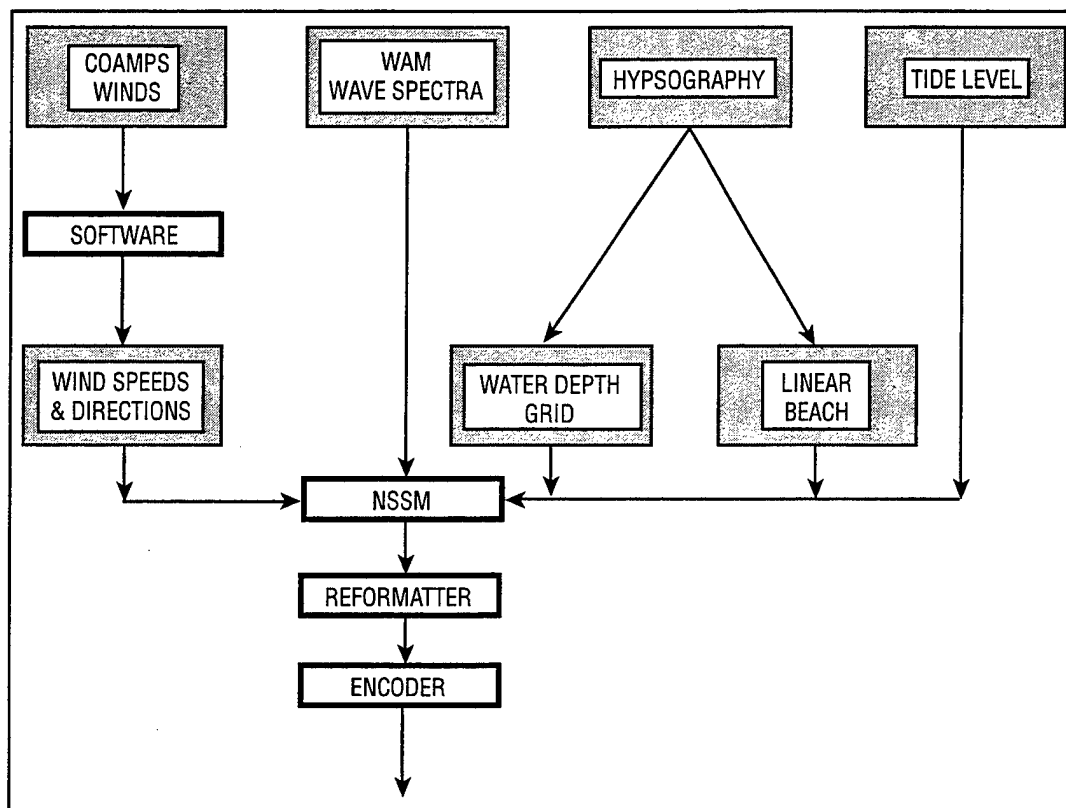 COAMPS
WINDS
WAM
WAVE SPECTRA
HYPSOGRAPHY
TIDE LEVEL
SOFTWARE
WIND SPEEDS
& DIRECTIONS
WATER DEPTH
GRID
LINEAR
BEACH
NSSM
REFORMATTER
ENCODER